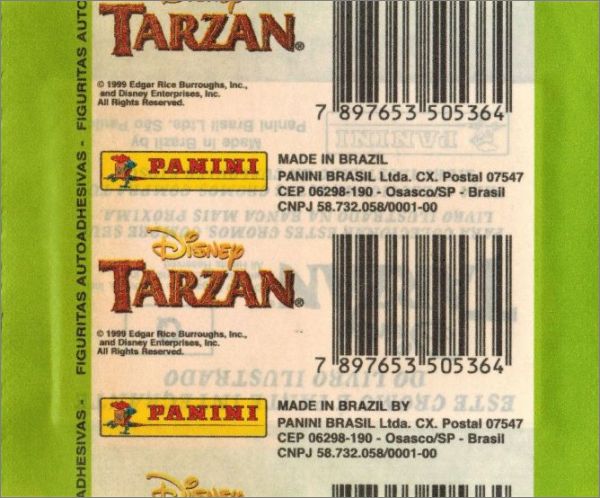 FIGURITAS AUTOADHESIVAS - FIGURITAS AUTOADHESIVAS -
TARZAN®
© 1999 Edgar Rice Burroughs, Inc.,
and Disney Enterprises, Inc.
All Rights Reserved.
7 897653 505364
PANINI
MADE IN BRAZIL
PANINI BRASIL Ltda. CX. Postal 07547
CEP 06298-190 - Osasco/SP - Brasil
CNPJ 58.732.058/0001-00
Disney
TARZAN®
© 1999 Edgar Rice Burroughs, Inc.,
and Disney Enterprises, Inc.
All Rights Reserved.
7 897653 505364
PANINI
MADE IN BRAZIL BY
PANINI BRASIL Ltda. CX. Postal 07547
CEP 06298-190 - Osasco/SP - Brasil
CNPJ 58.732.058/0001-00
Disney